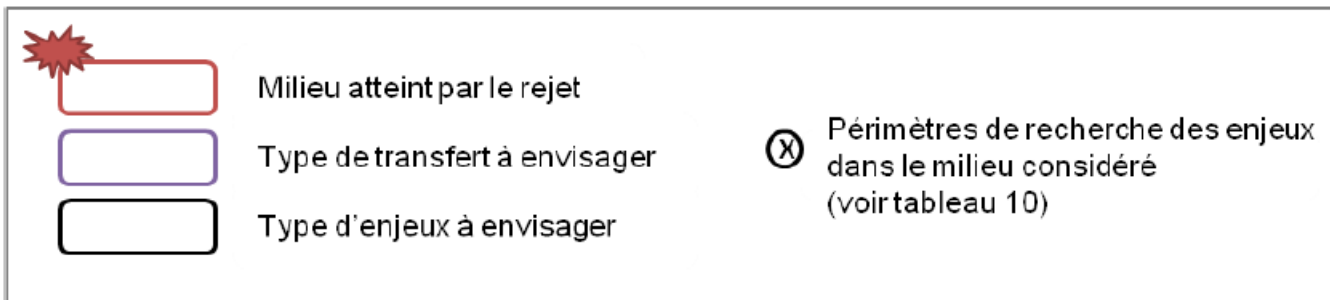 Milieu atteint par le rejet
Type de transfert à envisager
Type d'enjeux à envisager
X
Périmètres de recherche des enjeux
dans le milieu considéré
(voir tableau 10)